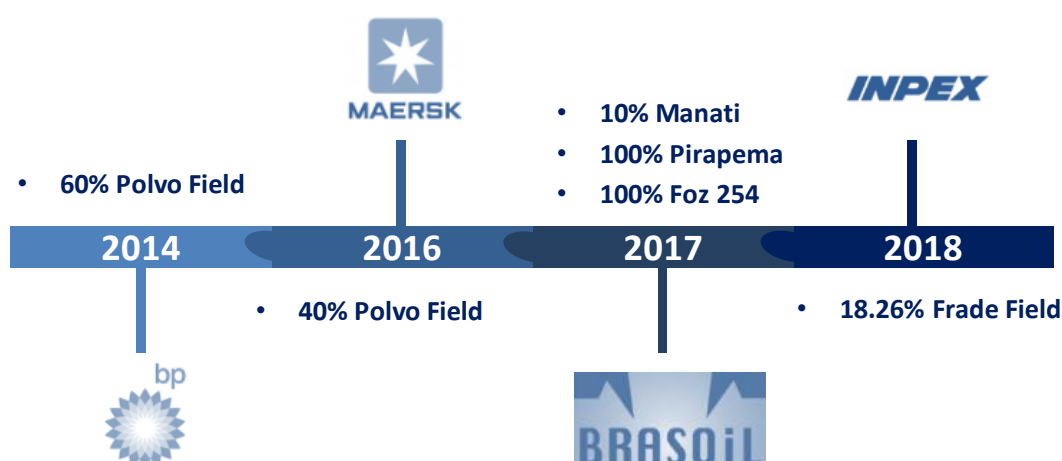 MAERSK
INPEX
• 10% Manati
• 100% Pirapema
• 100% Foz 254
• 60% Polvo Field
2014 2016 2017 2018
• 40% Polvo Field
• 18.26% Frade Field
bp
BRASOiL